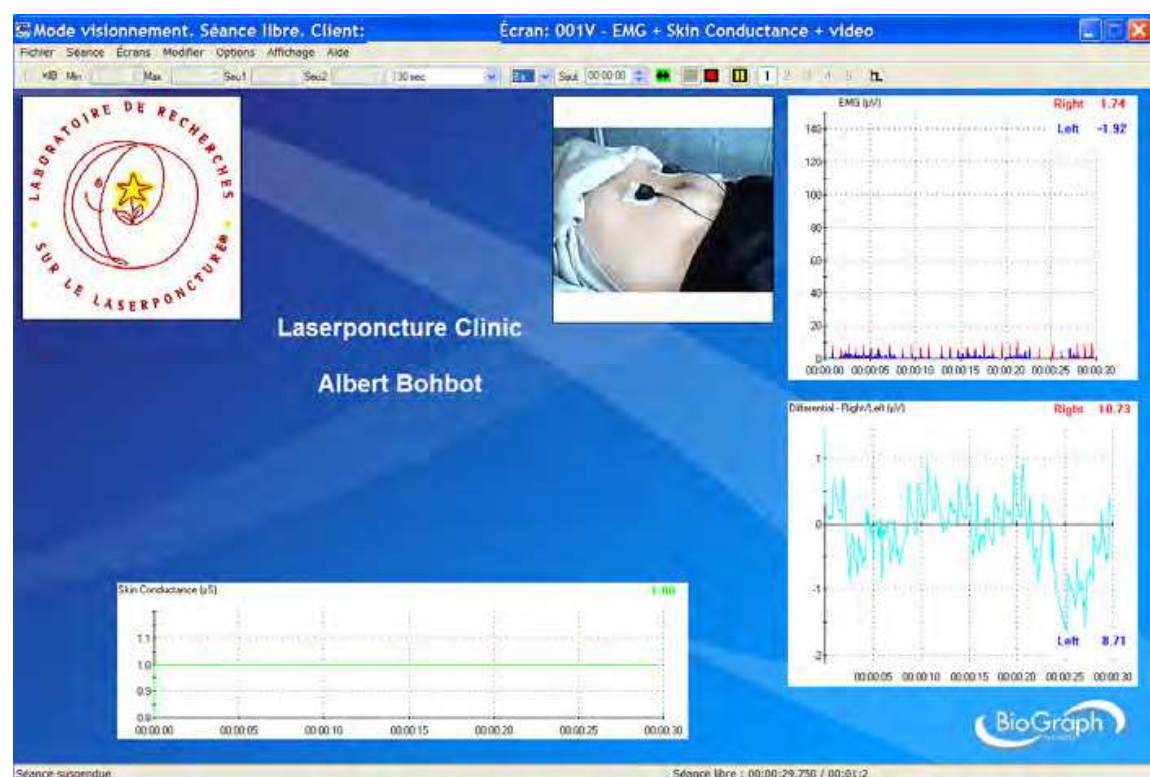 Mode visionnement. Séance libre. Client: Écran: 001V - EMG + Skin Conductance + video
Fichier Séance Écrans Modifier Options Affichage Aide
Min Max Seu1 Seu2 30 sec Saut 00:00:00 1 2 3 4 5
LABORATOIRE DE RECHERCHES
SUR LE LASERPONCTURE®
Laserponcture Clinic
Albert Bohbot
EMG (µV) Right 1.74
Left -1.92
140
120
100
80
60
40
20
0
00:00:00 00:00:05 00:00:10 00:00:15 00:00:20 00:00:25
Differential - Right/Left (µV) Right 10.73
1
0
-1
-2
Left 8.71
00:00:05 00:00:10 00:00:15 00:00:20 00:00:25 00:00:30
Skin Conductance (µS) 1.00
1.1
1.0
0.9
00:00:00 00:00:05 00:00:10 00:00:15 00:00:20 00:00:25 00:00:30
BioGraph
Séance suspendue Séance libre : 00:00:29.750 / 00:01:2